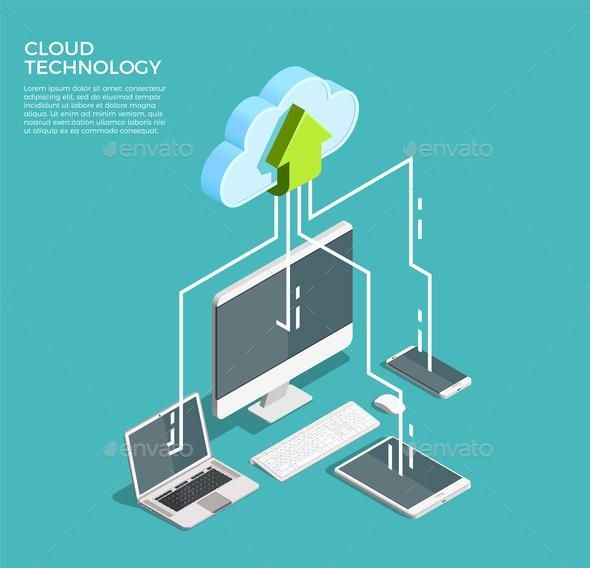 CLOUD
TECHNOLOGY
Lorem ipsum dolor sit amet, consectetur
adipiscing elit, sed do eiusmod tempor
incididunt ut labore et dolore
magna aliqua. Ut enim ad minim
veniam, quis nostrud
exercitation ullamco laboris nisi
ut aliquip ex ea commodo consequat.
envato
envato
envato
envato
envato
envato